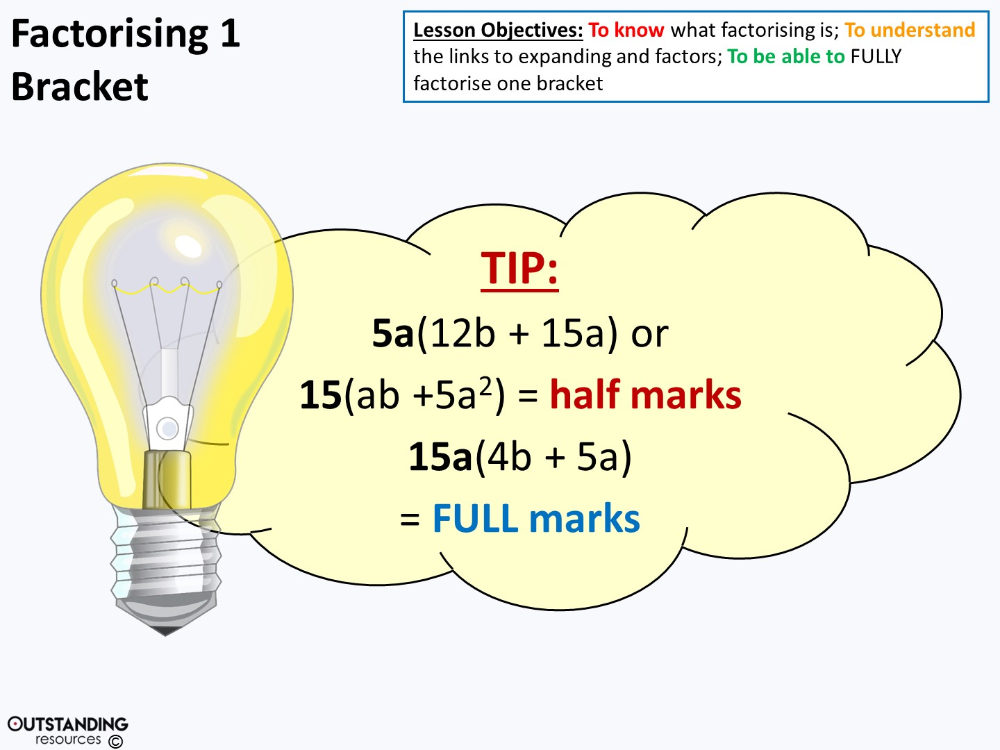 Factorising 1
Bracket
Lesson Objectives: To know what factorising is; To understand
the links to expanding and factors; To be able to FULLY
factorise one bracket
TIP:
5a(12b + 15a) or
15(ab +5a²) = half marks
15a(4b + 5a)
= FULL marks
OUTSTANDING
resources ©